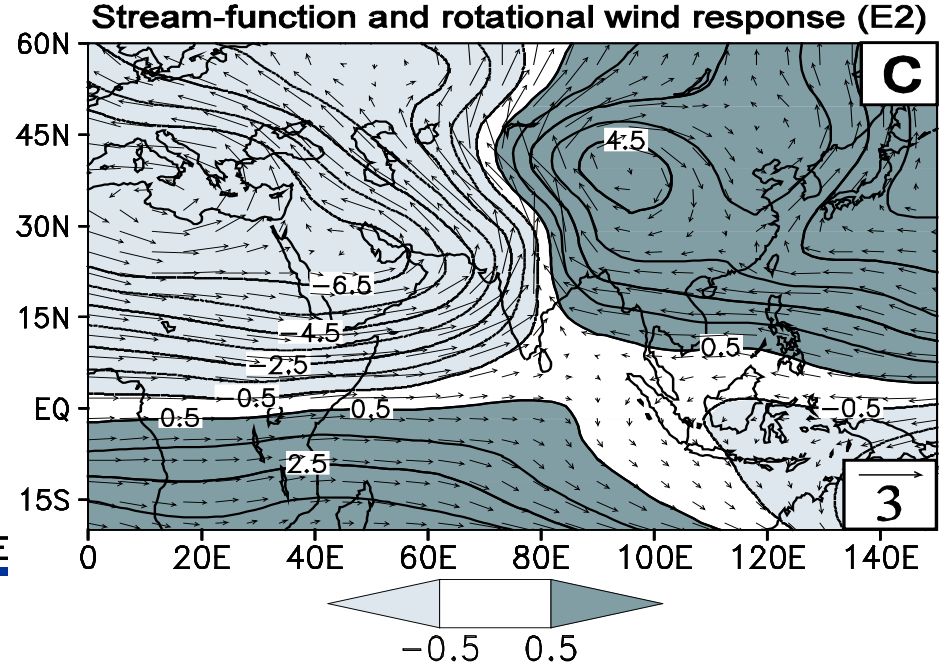 Stream-function and rotational wind response (E2)
60N
C
45N
4.5
30N
−6.5
15N
−4.5
0.5
−2.5
EQ
0.5
0.5
0.5
−0.5
2.5
15S
3
E
0 20E 40E 60E 80E 100E 120E 140E
−0.5 0.5